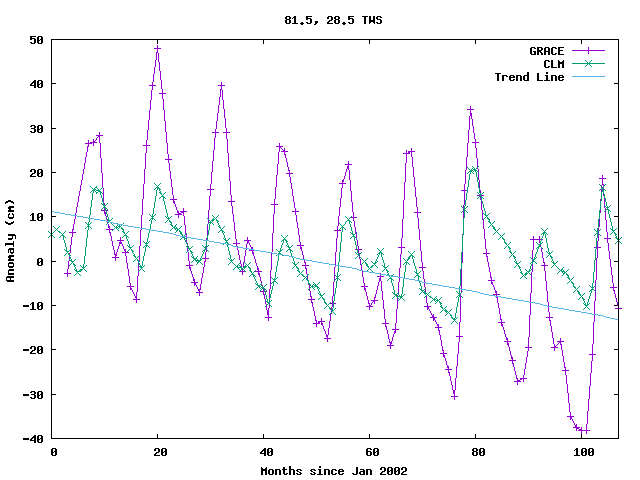 81.5, 28.5 TWS
GRACE
CLM
Trend Line
50
40
30
20
10
0
-10
-20
-30
-40
Anomaly (cm)
0 20 40 60 80 100
Months since Jan 2002